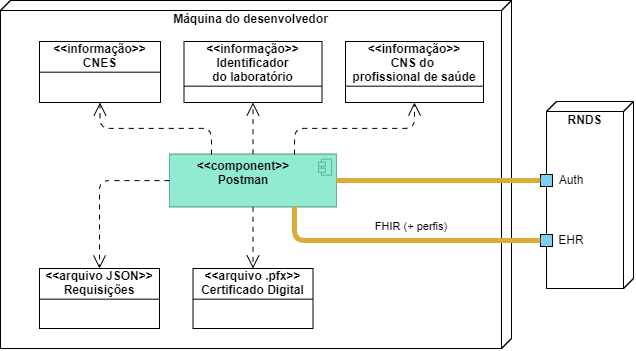 Máquina do desenvolvedor
<<informação>>
CNES
<<informação>>
Identificador
do laboratório
<<informação>>
CNS do
profissional de saúde
RNDS
<<component>>
Postman
Auth
FHIR (+ perfis)
EHR
<<arquivo JSON>>
Requisições
<<arquivo .pfx>>
Certificado Digital